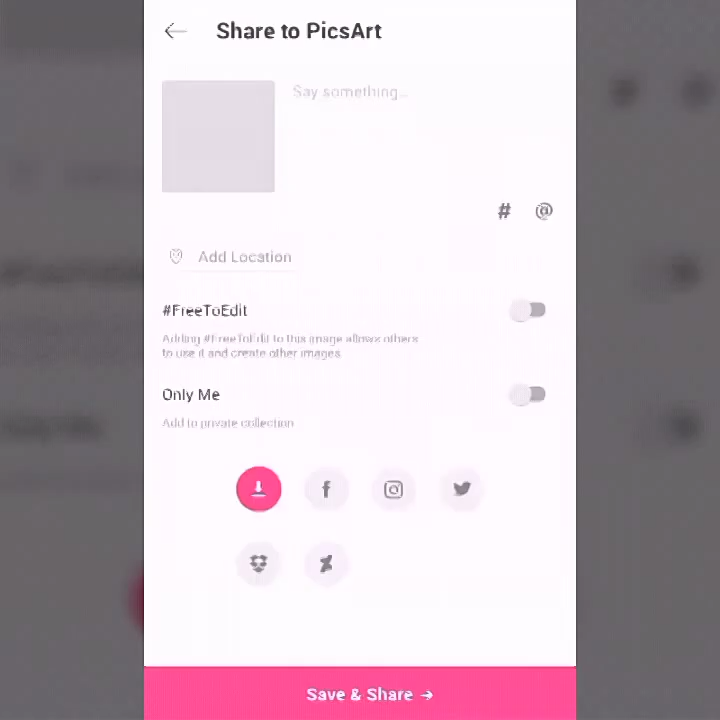 Share to PicsArt
Say something...
# @
Add Location
#FreeToEdit
Adding #FreeToEdit to this image allows others
to use it and create other images
Only Me
Add to private collection
Save & Share →